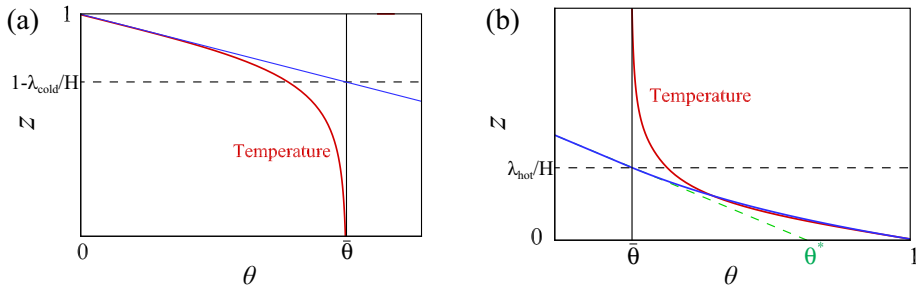 (a)
1
1-λcold/H
z
Temperature
0
θ̄
θ
(b)
z
Temperature
λhot/H
0
θ̄
θ
θ*
1